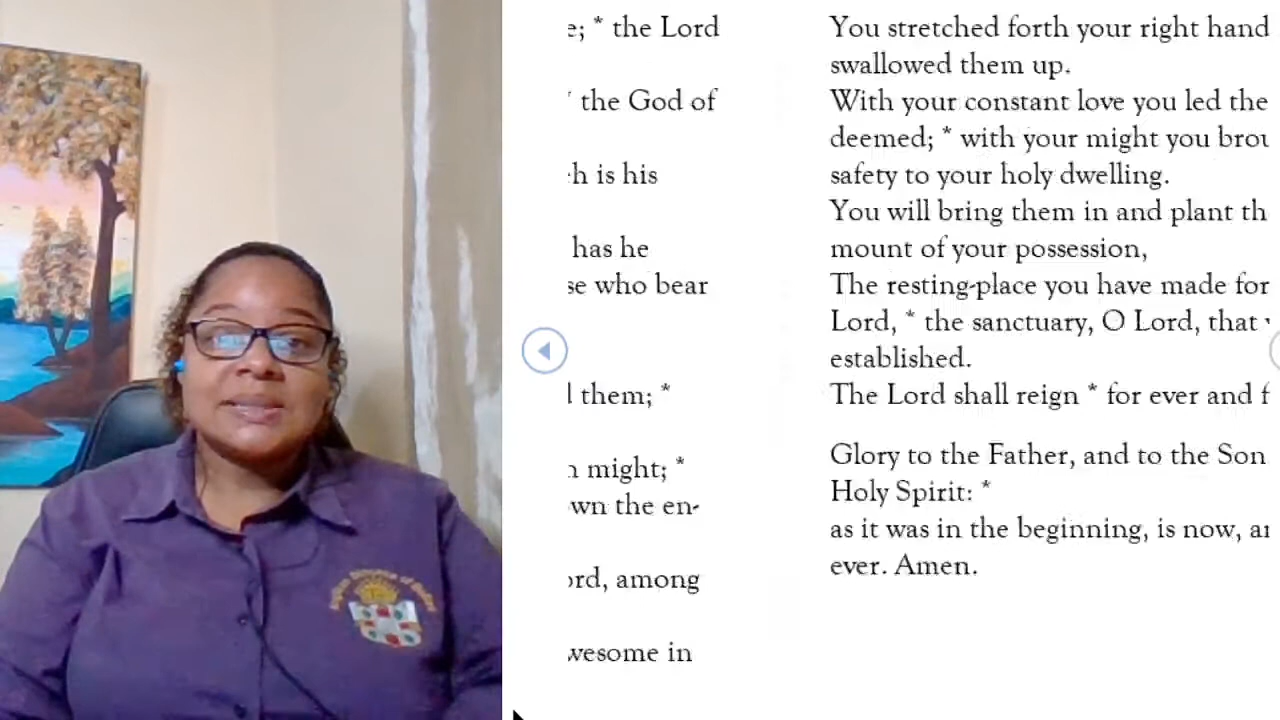 e; * the Lord
the God of
h is his
has he
se who bear
them; *
might; *
wn the en-
ord, among
wesome in
You stretched forth your right hand
swallowed them up.
With your constant love you led the
deemed; * with your might you brou
safety to your holy dwelling.
You will bring them in and plant th
mount of your possession,
The resting-place you have made for
Lord, * the sanctuary, O Lord, that
established.
The Lord shall reign * for ever and f
Glory to the Father, and to the Son
Holy Spirit: *
as it was in the beginning, is now, an
ever. Amen.